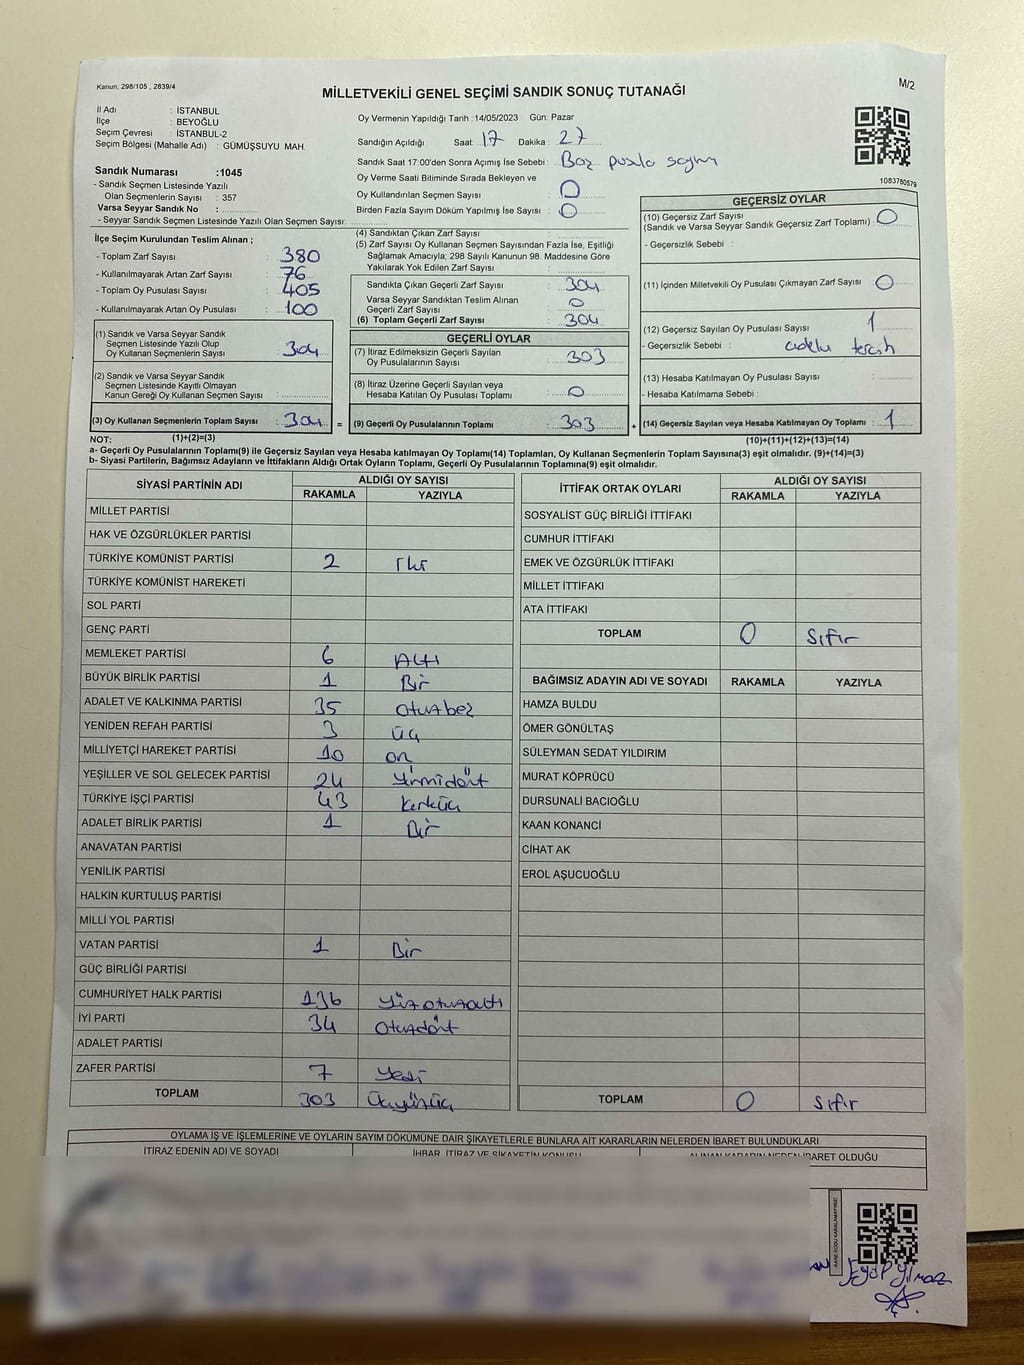 Kanun, 298/105 , 2839/4
M/2
MİLLETVEKİLİ GENEL SEÇİMİ SANDIK SONUÇ TUTANAĞI
İl Adı : İSTANBUL
İlçe : BEYOĞLU
Seçim Çevresi : İSTANBUL-2
Seçim Bölgesi (Mahalle Adı) : GÜMÜŞSUYU MAH.
Sandık Numarası :1045
- Sandık Seçmen Listesinde Yazılı
Olan Seçmenlerin Sayısı : 357
Varsa Seyyar Sandık No :
- Seyyar Sandık Seçmen Listesinde Yazılı Olan Seçmen Sayısı:
Oy Vermenin Yapıldığı Tarih :14/05/2023 Gün: Pazar
Sandığın Açıldığı Saat: 17 Dakika : 27
Sandık Saat 17:00'den Sonra Açımış İse Sebebi : Boz pusla sayımı
Oy Verme Saati Bitiminde Sırada Bekleyen ve
Oy Kullandırılan Seçmen Sayısı : 0
Birden Fazla Sayım Döküm Yapılmış İse Sayısı : 0
1083780579
İlçe Seçim Kurulundan Teslim Alınan ;
- Toplam Zarf Sayısı : 380
- Kullanılmayarak Artan Zarf Sayısı : 76
- Toplam Oy Pusulası Sayısı : 405
- Kullanılmayarak Artan Oy Pusulası : 100
(1) Sandık ve Varsa Seyyar Sandık
Seçmen Listesinde Yazılı Olup
Oy Kullanan Seçmenlerin Sayısı : 304
(2) Sandık ve Varsa Seyyar Sandık
Seçmen Listesinde Kayıtlı Olmayan
Kanun Gereği Oy Kullanan Seçmen Sayısı :
(3) Oy Kullanan Seçmenlerin Toplam Sayısı : 304
(4) Sandıktan Çıkan Zarf Sayısı :
(5) Zarf Sayısı Oy Kullanan Seçmen Sayısından Fazla İse, Eşitliği
Sağlamak Amacıyla, 298 Sayılı Kanunun 98. Maddesine Göre
Yakılarak Yok Edilen Zarf Sayısı :
Sandıkta Çıkan Geçerli Zarf Sayısı : 304
Varsa Seyyar Sandıktan Teslim Alınan
Geçerli Zarf Sayısı : 0
(6) Toplam Geçerli Zarf Sayısı : 304
GEÇERLİ OYLAR
(7) İtiraz Edilmeksizin Geçerli Sayılan
Oy Pusulalarının Sayısı : 303
(8) İtiraz Üzerine Geçerli Sayılan veya
Hesaba Katılan Oy Pusulası Toplamı : 0
= (9) Geçerli Oy Pusulalarının Toplamı : 303 +
GEÇERSİZ OYLAR
(10) Geçersiz Zarf Sayısı
(Sandık ve Varsa Seyyar Sandık Geçersiz Zarf Toplamı) : 0
- Geçersizlik Sebebi :
(11) İçinden Milletvekili Oy Pusulası Çıkmayan Zarf Sayısı : 0
(12) Geçersiz Sayılan Oy Pusulası Sayısı : 1
- Geçersizlik Sebebi : tercih
(13) Hesaba Katılmayan Oy Pusulası Sayısı :
- Hesaba Katılmama Sebebi :
(14) Geçersiz Sayılan veya Hesaba Katılmayan Oy Toplamı : 1
NOT: (1)+(2)=(3) (10)+(11)+(12)+(13)=(14)
a- Geçerli Oy Pusulalarının Toplamı(9) ile Geçersiz Sayılan veya Hesaba katılmayan Oy Toplamı(14) Toplamları, Oy Kullanan Seçmenlerin Toplam Sayısına(3) eşit olmalıdır. (9)+(14)=(3)
b- Siyasi Partilerin, Bağımsız Adayların ve İttifakların Aldığı Ortak Oyların Toplamı, Geçerli Oy Pusulalarının Toplamına(9) eşit olmalıdır.
SİYASİ PARTİNİN ADI ALDIĞI OY SAYISI
RAKAMLA YAZIYLA
MİLLET PARTİSİ
HAK VE ÖZGÜRLÜKLER PARTİSİ
TÜRKİYE KOMÜNİST PARTİSİ 2 iki
TÜRKİYE KOMÜNİST HAREKETİ
SOL PARTİ
GENÇ PARTİ
MEMLEKET PARTİSİ 6 Altı
BÜYÜK BİRLİK PARTİSİ 1 Bir
ADALET VE KALKINMA PARTİSİ 35 otuzbeş
YENİDEN REFAH PARTİSİ 3 üç
MİLLİYETÇİ HAREKET PARTİSİ 10 on
YEŞİLLER VE SOL GELECEK PARTİSİ 24 Yirmidört
TÜRKİYE İŞÇİ PARTİSİ 43 Kırküç
ADALET BİRLİK PARTİSİ 1 Bir
ANAVATAN PARTİSİ
YENİLİK PARTİSİ
HALKIN KURTULUŞ PARTİSİ
MİLLİ YOL PARTİSİ
VATAN PARTİSİ 1 Bir
GÜÇ BİRLİĞİ PARTİSİ
CUMHURİYET HALK PARTİSİ 136 Yüzotuzaltı
İYİ PARTİ 34 Otuzdört
ADALET PARTİSİ
ZAFER PARTİSİ 7 Yedi
TOPLAM 303 Üçyüzüç
İTTİFAK ORTAK OYLARI ALDIĞI OY SAYISI
RAKAMLA YAZIYLA
SOSYALİST GÜÇ BİRLİĞİ İTTİFAKI
CUMHUR İTTİFAKI
EMEK VE ÖZGÜRLÜK İTTİFAKI
MİLLET İTTİFAKI
ATA İTTİFAKI
TOPLAM 0 Sıfır
BAĞIMSIZ ADAYIN ADI VE SOYADI RAKAMLA YAZIYLA
HAMZA BULDU
ÖMER GÖNÜLTAŞ
SÜLEYMAN SEDAT YILDIRIM
MURAT KÖPRÜCÜ
DURSUNALİ BACIOĞLU
KAAN KONANCİ
CİHAT AK
EROL AŞUCUOĞLU
TOPLAM 0 Sıfır
OYLAMA İŞ VE İŞLEMLERİNE VE OYLARIN SAYIM DÖKÜMÜNE DAİR ŞİKAYETLERLE BUNLARA AİT KARARLARIN NELERDEN İBARET BULUNDUKLARI
İTİRAZ EDENİN ADI VE SOYADI İHBAR, İTİRAZ VE ŞİKAYETİN KONUSU ALINAN KARARIN NEDEN İBARET OLDUĞU
KARE KODU KARALAMAYINIZ!
Eyüp Yılmaz